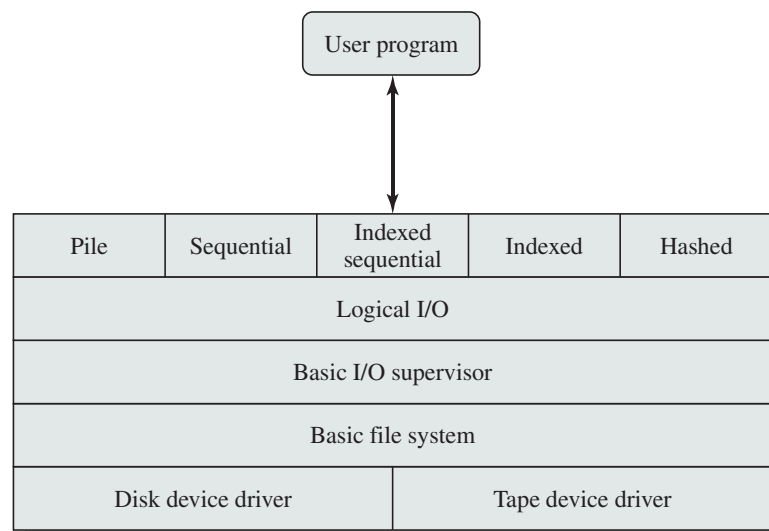 User program
Pile
Sequential
Indexed
sequential
Indexed
Hashed
Logical I/O
Basic I/O supervisor
Basic file system
Disk device driver
Tape device driver